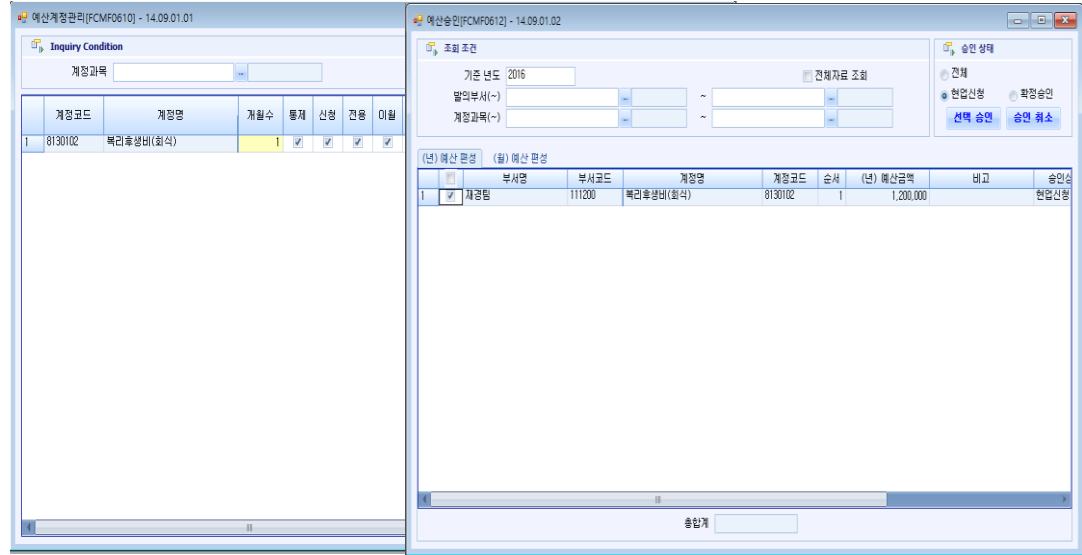 예산계정관리[FCMF0610] - 14.09.01.01
Inquiry Condition
계정과목
계정코드 계정명 개월수 통제 신청 전용 이월
1 8130102 복리후생비(회식) 1
예산승인[FCMF0612] - 14.09.01.02
조회 조건
기준 년도 2016 전체자료 조회
발의부서(~) ~
계정과목(~) ~
승인 상태
전체
현업신청 확정승인
선택 승인 승인 취소
(년) 예산 편성 (월) 예산 편성
부서명 부서코드 계정명 계정코드 순서 (년) 예산금액 비고 승인상
1 재경팀 111200 복리후생비(회식) 8130102 1 1,200,000 현업신청
총합계